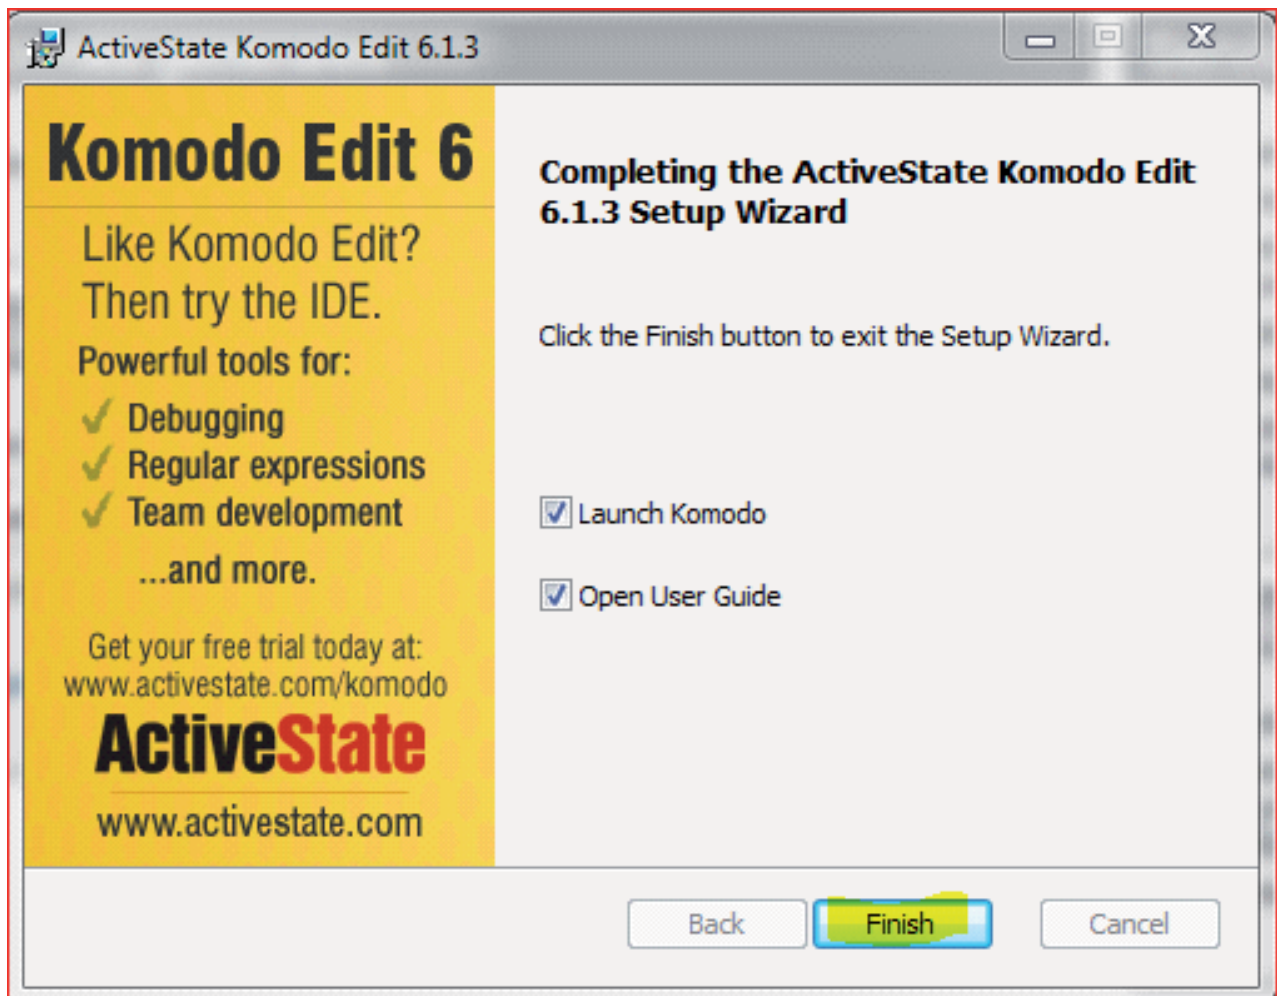 ActiveState Komodo Edit 6.1.3
Komodo Edit 6
Like Komodo Edit?
Then try the IDE.
Powerful tools for:
Debugging
Regular expressions
Team development
...and more.
Get your free trial today at:
www.activestate.com/komodo
ActiveState
www.activestate.com
Completing the ActiveState Komodo Edit
6.1.3 Setup Wizard
Click the Finish button to exit the Setup Wizard.
Launch Komodo
Open User Guide
Back
Finish
Cancel